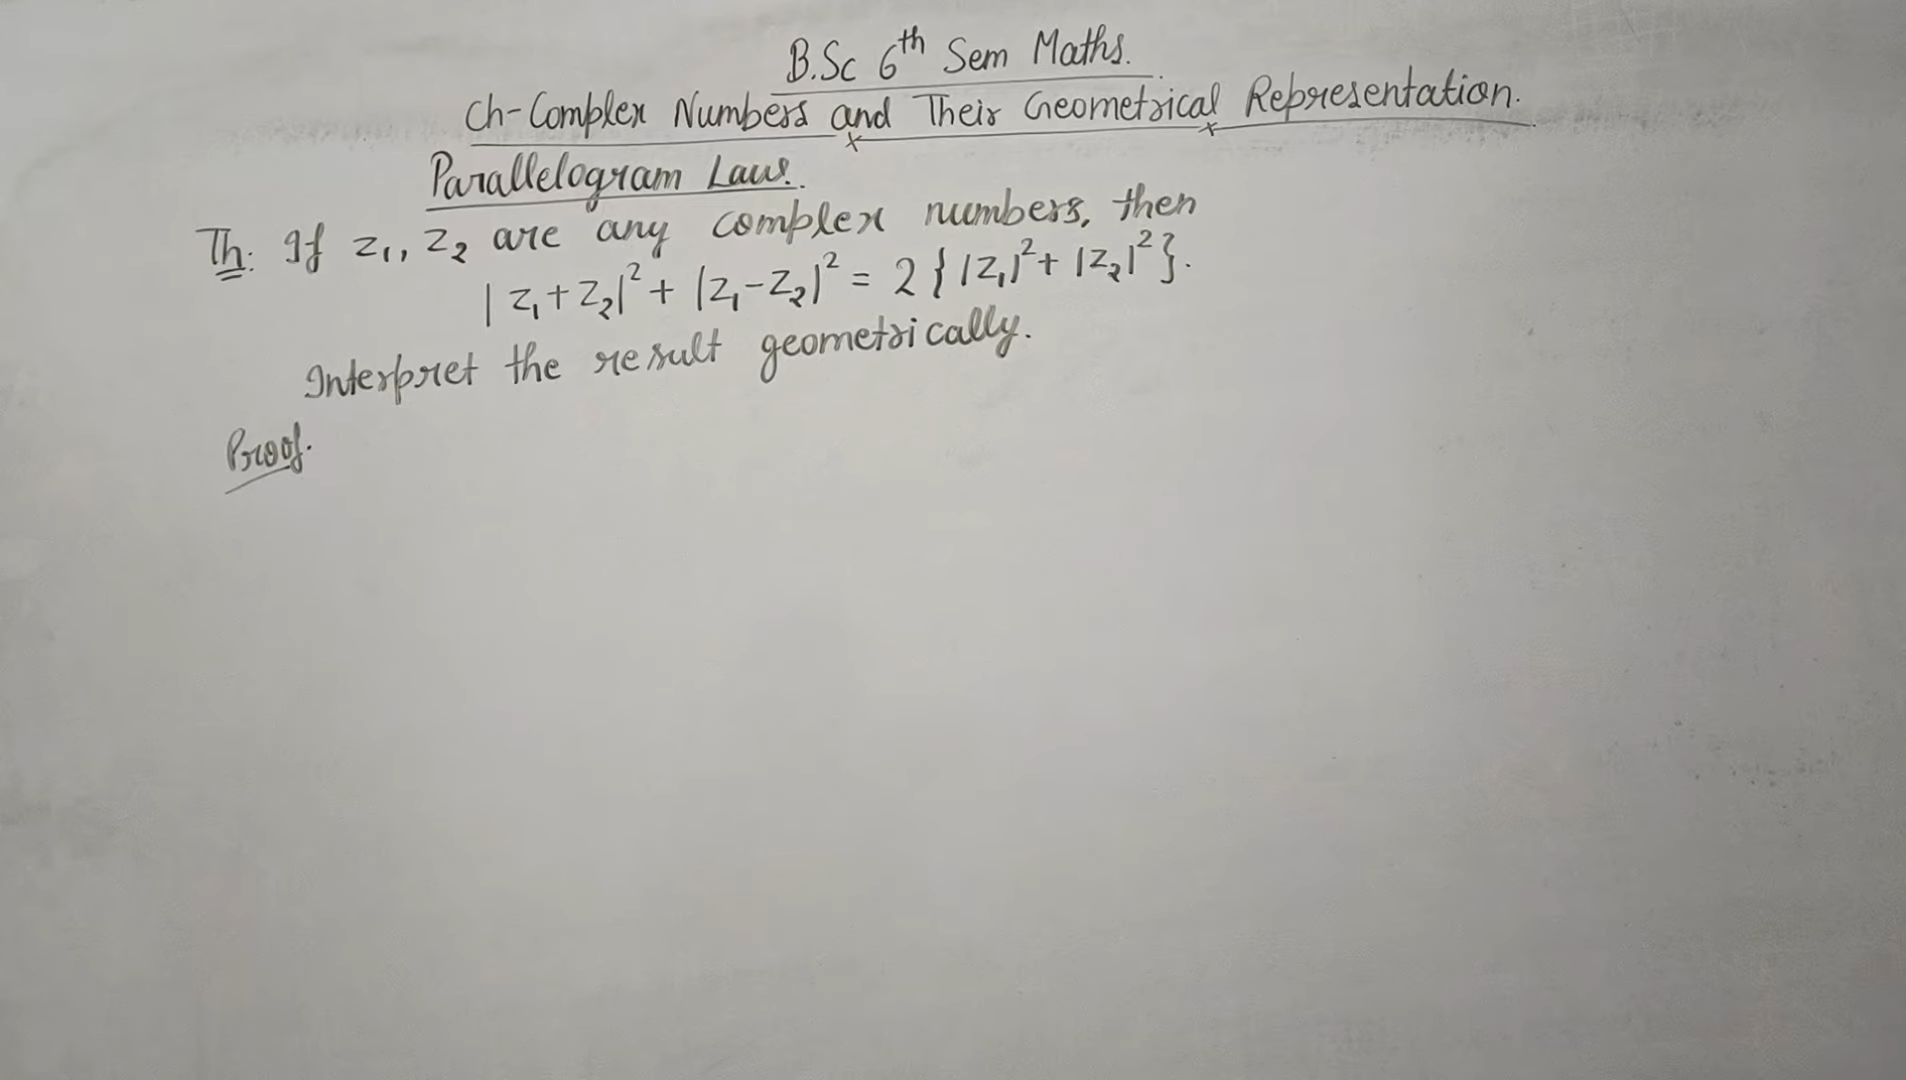 B.Sc 6th Sem Maths.
Ch-Complex Numbers and Their Geometrical Representation.
Parallelogram Law.
Th: If z₁, z₂ are any complex numbers, then
|z₁+z₂|² + |z₁-z₂|² = 2{|z₁|²+|z₂|²}.
Interpret the result geometrically.
Proof.